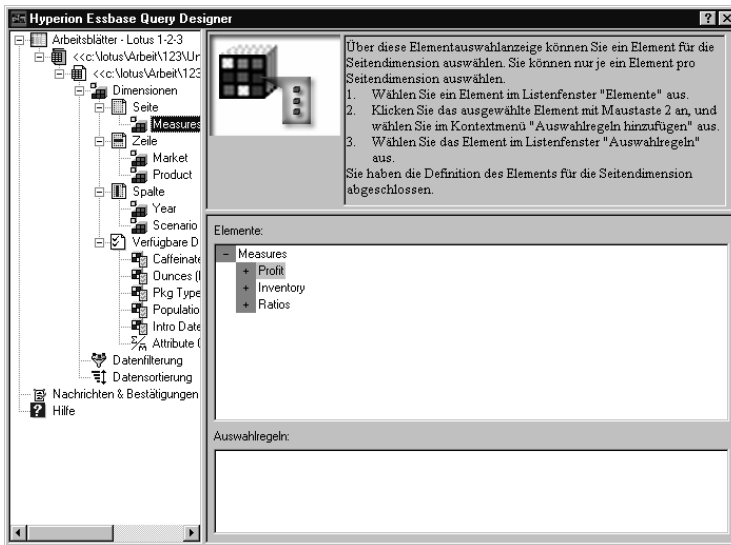 Hyperion Essbase Query Designer
Arbeitsblätter - Lotus 1-2-3
<<c:\lotus\Arbeit\123\Un
<<c:\lotus\Arbeit\123
Dimensionen
Seite
Measures
Zeile
Market
Product
Spalte
Year
Scenario
Verfügbare D
Caffeinate
Ounces (
Pkg Type
Populatio
Intro Date
Attribute
Datenfilterung
Datensortierung
Nachrichten & Bestätigungen
Hilfe
Über diese Elementauswahlanzeige können Sie ein Element für die
Seitendimension auswählen. Sie können nur je ein Element pro
Seitendimension auswählen.
1. Wählen Sie ein Element im Listenfenster "Elemente" aus.
2. Klicken Sie das ausgewählte Element mit Maustaste 2 an, und
wählen Sie im Kontextmenü "Auswahlregeln hinzufügen" aus.
3. Wählen Sie das Element im Listenfenster "Auswahlregeln"
aus.
Sie haben die Definition des Elements für die Seitendimension
abgeschlossen.
Elemente:
Measures
Profit
Inventory
Ratios
Auswahlregeln: